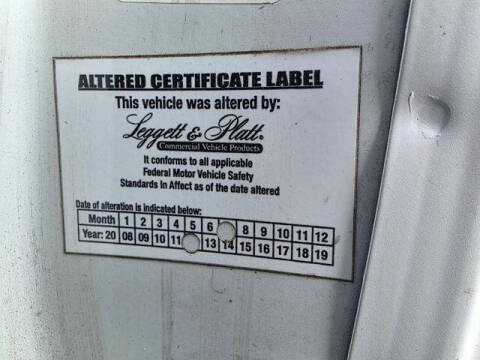 ALTERED CERTIFICATE LABEL
This vehicle was altered by:
Leggett & Platt®
Commercial Vehicle Products
It conforms to all applicable
Federal Motor Vehicle Safety
Standards in Affect as of the date altered
Date of alteration is indicated below:
Month 1 2 3 4 5 6 8 9 10 11 12
Year: 20 08 09 10 11 13 14 15 16 17 18 19